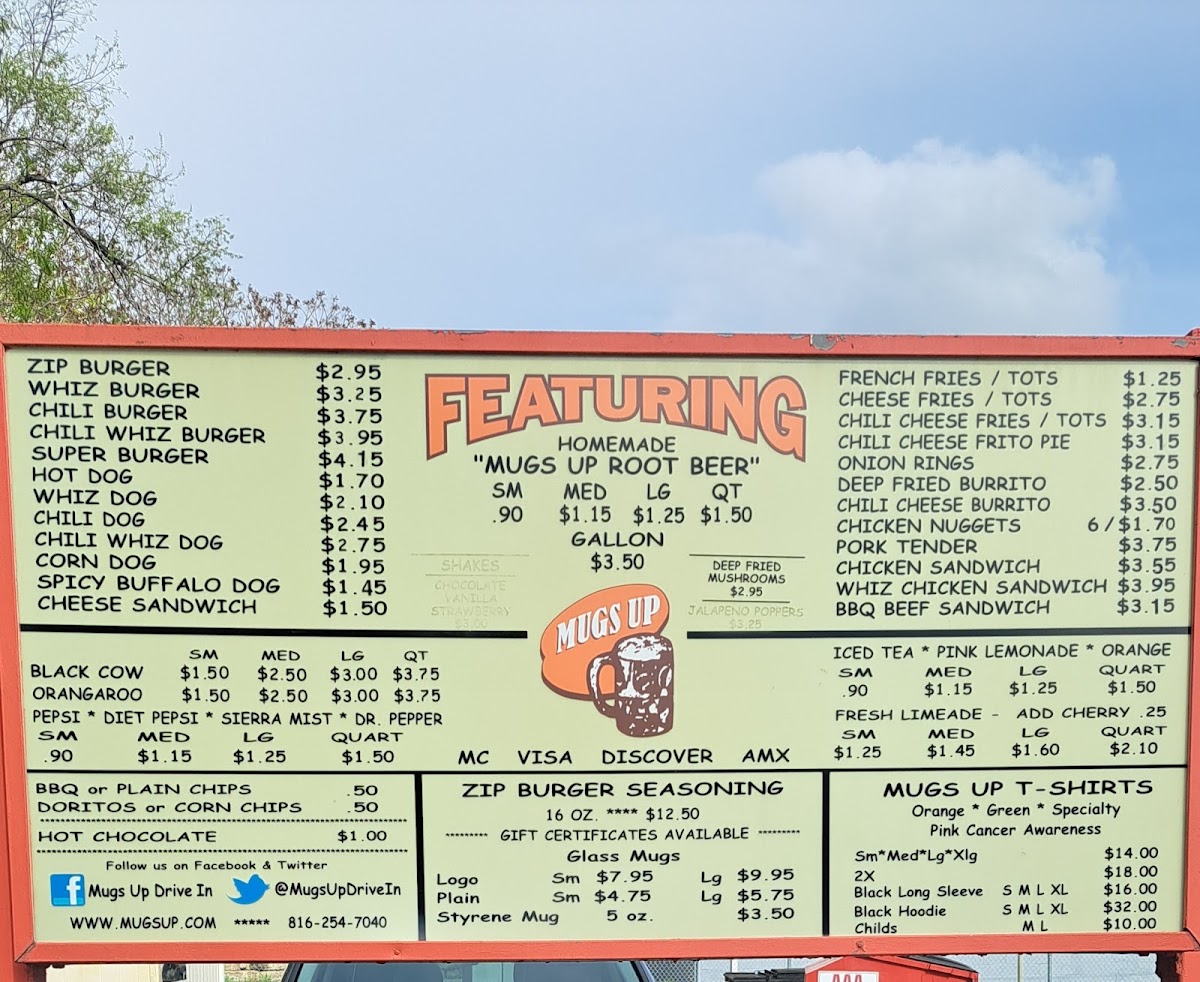 ZIP BURGER $2.95
WHIZ BURGER $3.25
CHILI BURGER $3.75
CHILI WHIZ BURGER $3.95
SUPER BURGER $4.15
HOT DOG $1.70
WHIZ DOG $2.10
CHILI DOG $2.45
CHILI WHIZ DOG $2.75
CORN DOG $1.95
SPICY BUFFALO DOG $1.45
CHEESE SANDWICH $1.50
FEATURING
HOMEMADE
"MUGS UP ROOT BEER"
SM MED LG QT
.90 $1.15 $1.25 $1.50
GALLON
$3.50
SHAKES
CHOCOLATE
VANILLA
STRAWBERRY
$3.00
DEEP FRIED
MUSHROOMS
$2.95
JALAPENO POPPERS
$3.25
MUGS UP
FRENCH FRIES / TOTS $1.25
CHEESE FRIES / TOTS $2.75
CHILI CHEESE FRIES / TOTS $3.15
CHILI CHEESE FRITO PIE $3.15
ONION RINGS $2.75
DEEP FRIED BURRITO $2.50
CHILI CHEESE BURRITO $3.50
CHICKEN NUGGETS 6/$1.70
PORK TENDER $3.75
CHICKEN SANDWICH $3.55
WHIZ CHICKEN SANDWICH $3.95
BBQ BEEF SANDWICH $3.15
SM MED LG QT
BLACK COW $1.50 $2.50 $3.00 $3.75
ORANGAROO $1.50 $2.50 $3.00 $3.75
PEPSI * DIET PEPSI * SIERRA MIST * DR. PEPPER
SM MED LG QUART
.90 $1.15 $1.25 $1.50
MC VISA DISCOVER AMX
ICED TEA * PINK LEMONADE * ORANGE
SM MED LG QUART
.90 $1.15 $1.25 $1.50
FRESH LIMEADE - ADD CHERRY .25
SM MED LG QUART
$1.25 $1.45 $1.60 $2.10
BBQ or PLAIN CHIPS .50
DORITOS or CORN CHIPS .50
HOT CHOCOLATE $1.00
Follow us on Facebook & Twitter
f Mugs Up Drive In @MugsUpDriveIn
WWW.MUGSUP.COM ***** 816-254-7040
ZIP BURGER SEASONING
16 OZ. **** $12.50
********* GIFT CERTIFICATES AVAILABLE *********
Glass Mugs
Logo Sm $7.95 Lg $9.95
Plain Sm $4.75 Lg $5.75
Styrene Mug 5 oz. $3.50
MUGS UP T-SHIRTS
Orange * Green * Specialty
Pink Cancer Awareness
Sm*Med*Lg*Xlg $14.00
2X $18.00
Black Long Sleeve S M L XL $16.00
Black Hoodie S M L XL $32.00
Childs M L $10.00
AAA